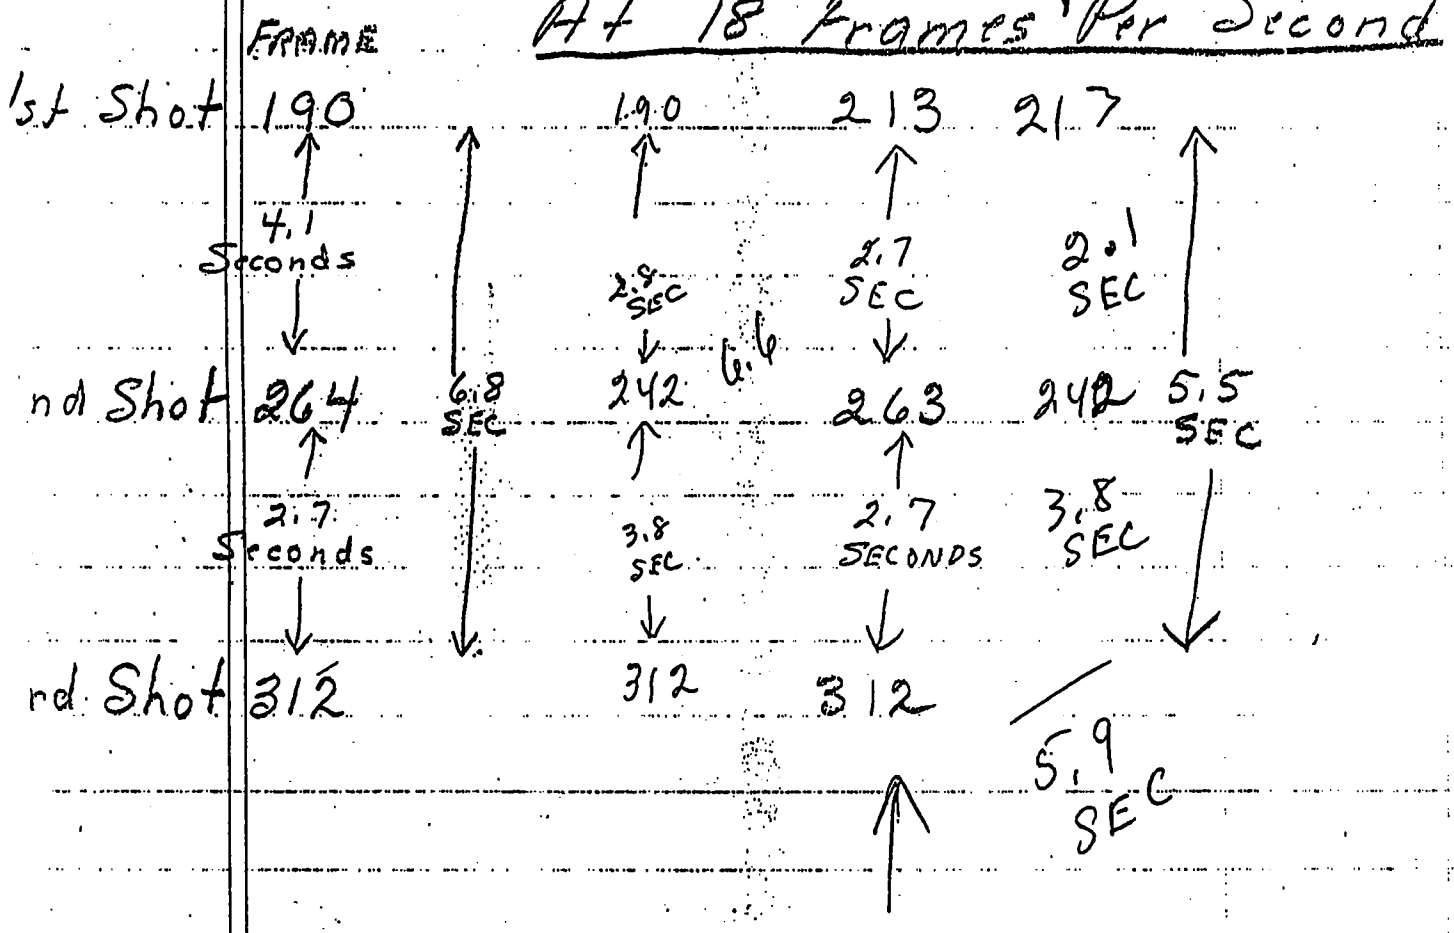 At 18 Frames Per Second
FRAME
1st Shot 190 190 213 217
4.1 Seconds 2.8 SEC 2.7 SEC 2.1 SEC
nd Shot 264 6.8 SEC 242 6.6 263 242 5.5 SEC
2.7 Seconds 3.8 SEC 2.7 SECONDS 3.8 SEC
rd Shot 312 312 312
5.9 SEC